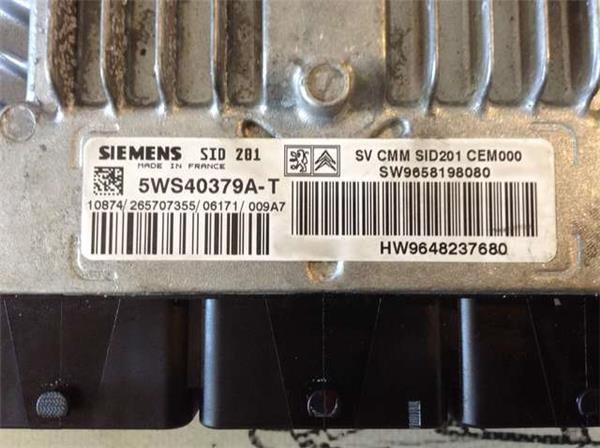 SIEMENS SID 201
MADE IN FRANCE
5WS40379A-T
10874/265707355/06171/009A7
SV CMM SID201 CEM000
SW9658198080
HW9648237680